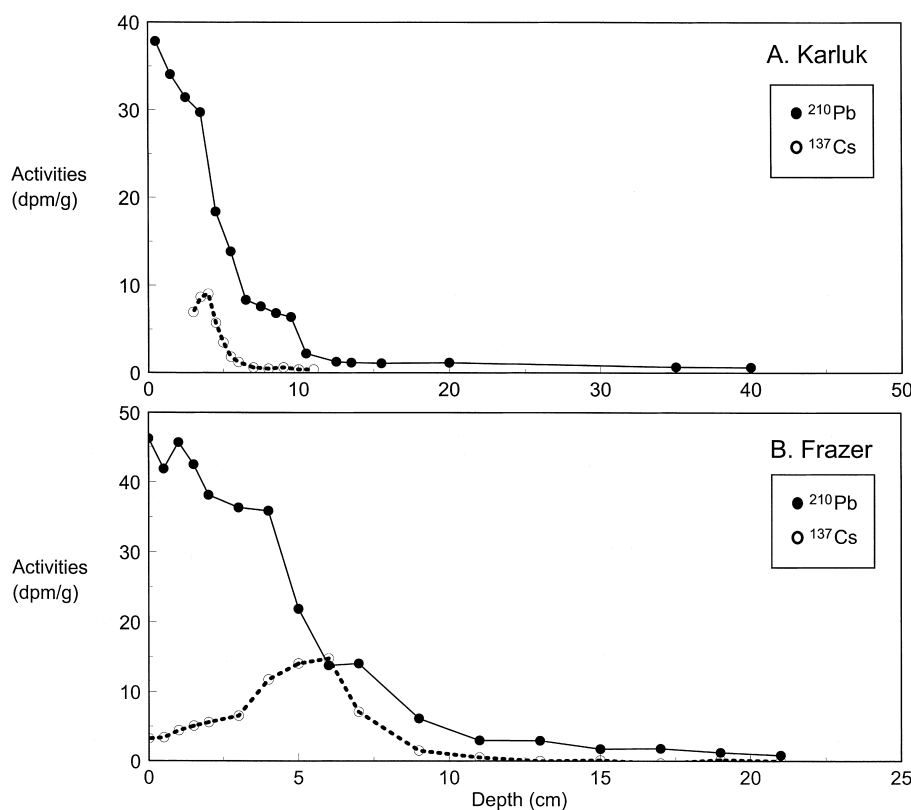 40
A. Karluk
²¹⁰Pb
¹³⁷Cs
30
Activities
(dpm/g)
20
10
0
0 10 20 30 40 50
50
B. Frazer
²¹⁰Pb
¹³⁷Cs
40
30
Activities
(dpm/g)
20
10
0
0 5 10 15 20 25
Depth (cm)